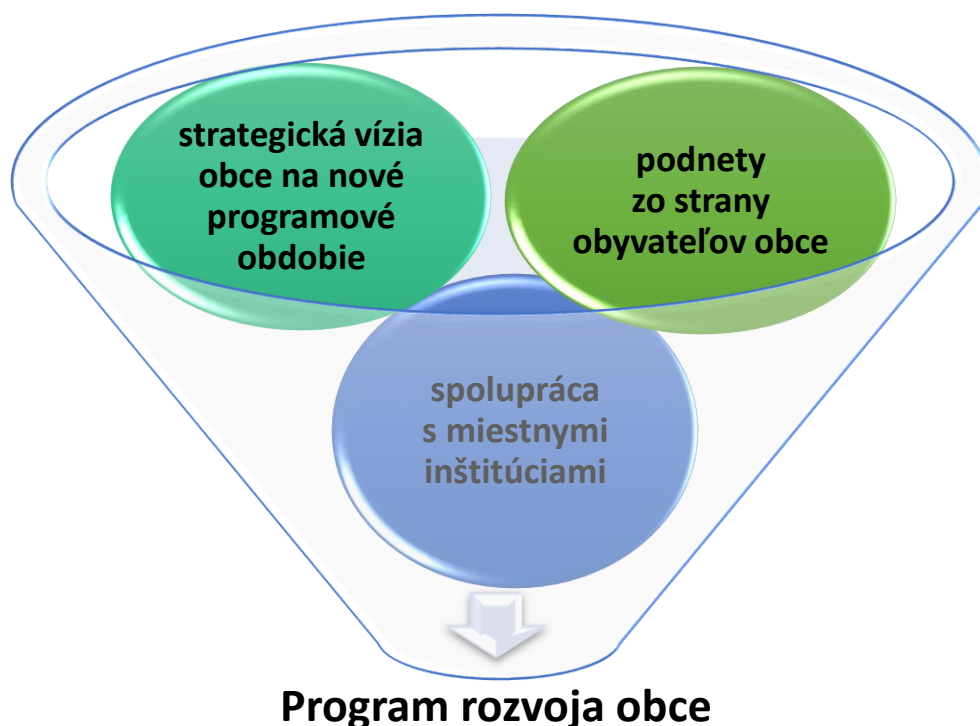 strategická vízia
obce na nové
programové
obdobie
podnety
zo strany
obyvateľov obce
spolupráca
s miestnymi
inštitúciami
Program rozvoja obce